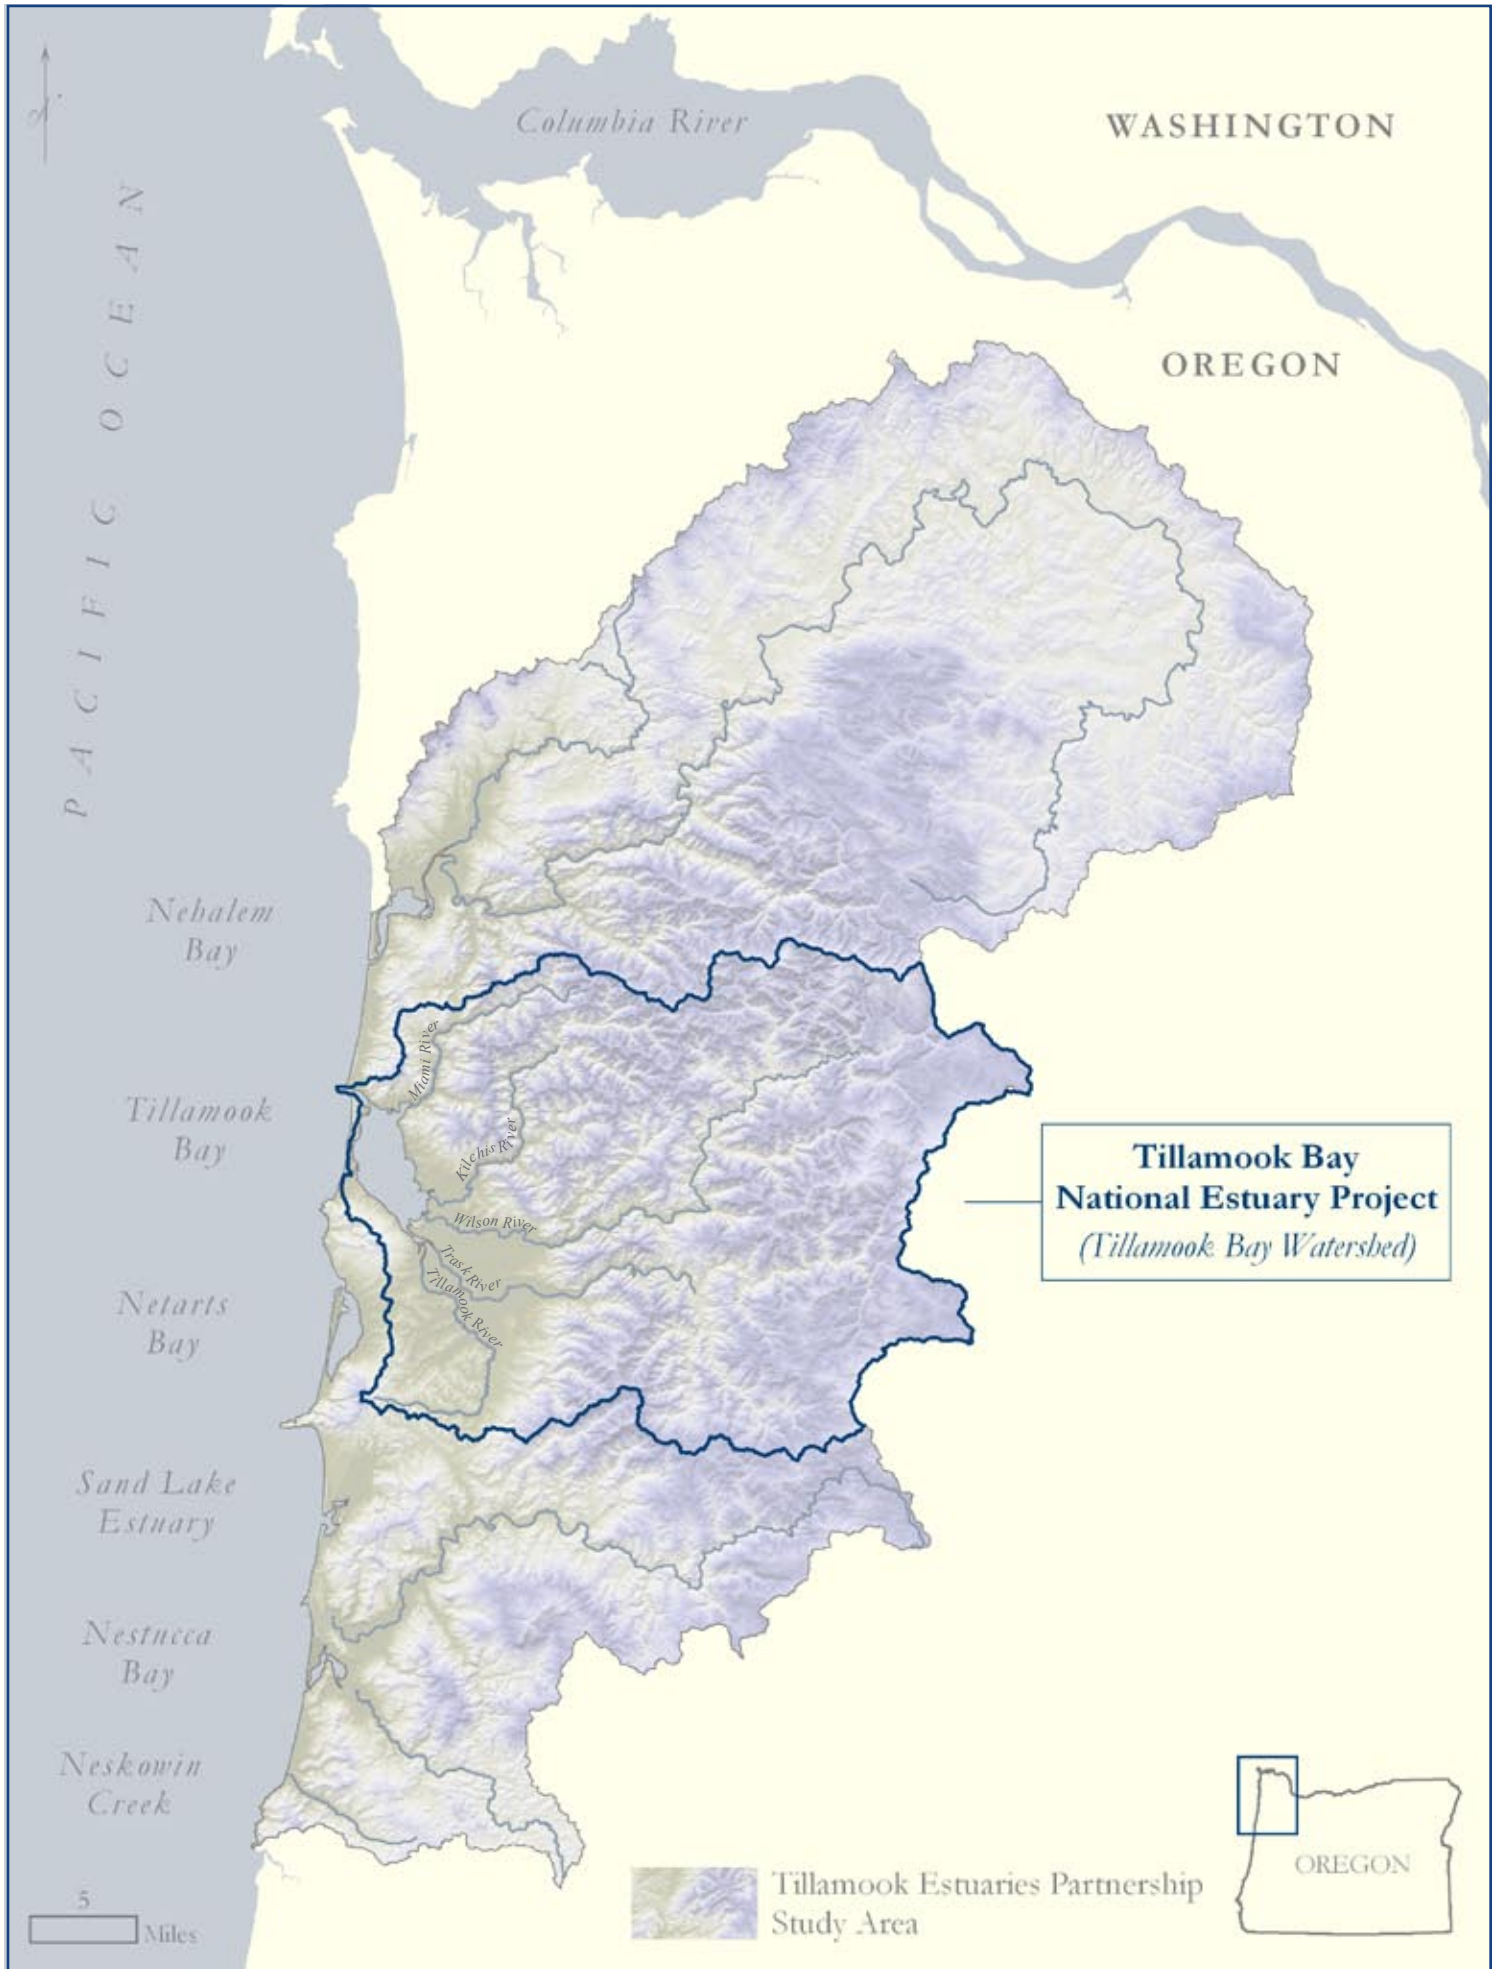 Columbia River
WASHINGTON
OREGON
PACIFIC OCEAN
Nehalem
Bay
Miami River
Tillamook
Bay
Kilchis River
Tillamook Bay
National Estuary Project
(Tillamook Bay Watershed)
Wilson River
Trask River
Tillamook River
Netarts
Bay
Sand Lake
Estuary
Nestucca
Bay
Neskowin
Creek
OREGON
Tillamook Estuaries Partnership
Study Area
5
Miles